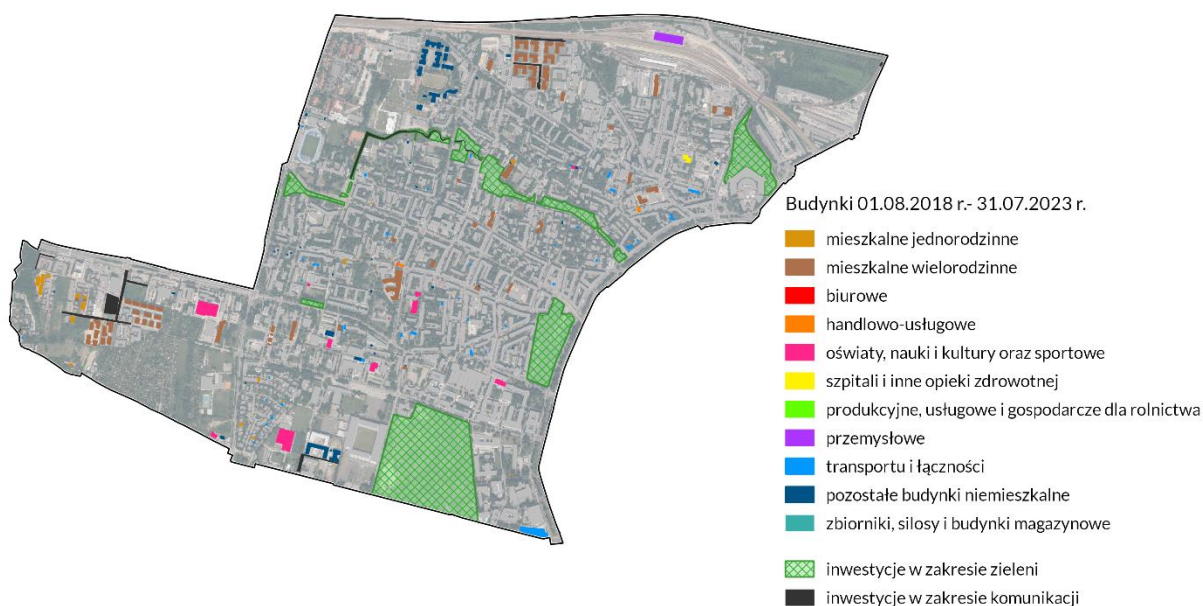 Budynki 01.08.2018 r.- 31.07.2023 r.
mieszkalne jednorodzinne
mieszkalne wielorodzinne
biurowe
handlowo-usługowe
oświaty, nauki i kultury oraz sportowe
szpitali i inne opieki zdrowotnej
produkcyjne, usługowe i gospodarcze dla rolnictwa
przemysłowe
transportu i łączności
pozostałe budynki niemieszkalne
zbiorniki, silosy i budynki magazynowe
inwestycje w zakresie zieleni
inwestycje w zakresie komunikacji